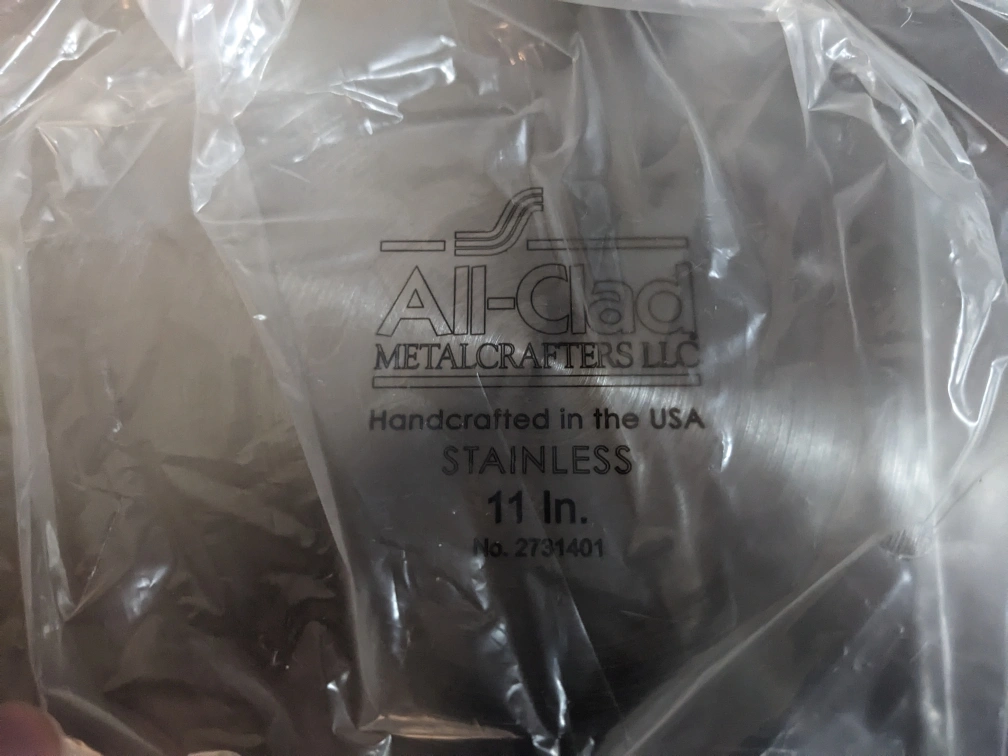 All-Clad
METALCRAFTERS LLC
Handcrafted in the USA
STAINLESS
11 In.
No. 2731401